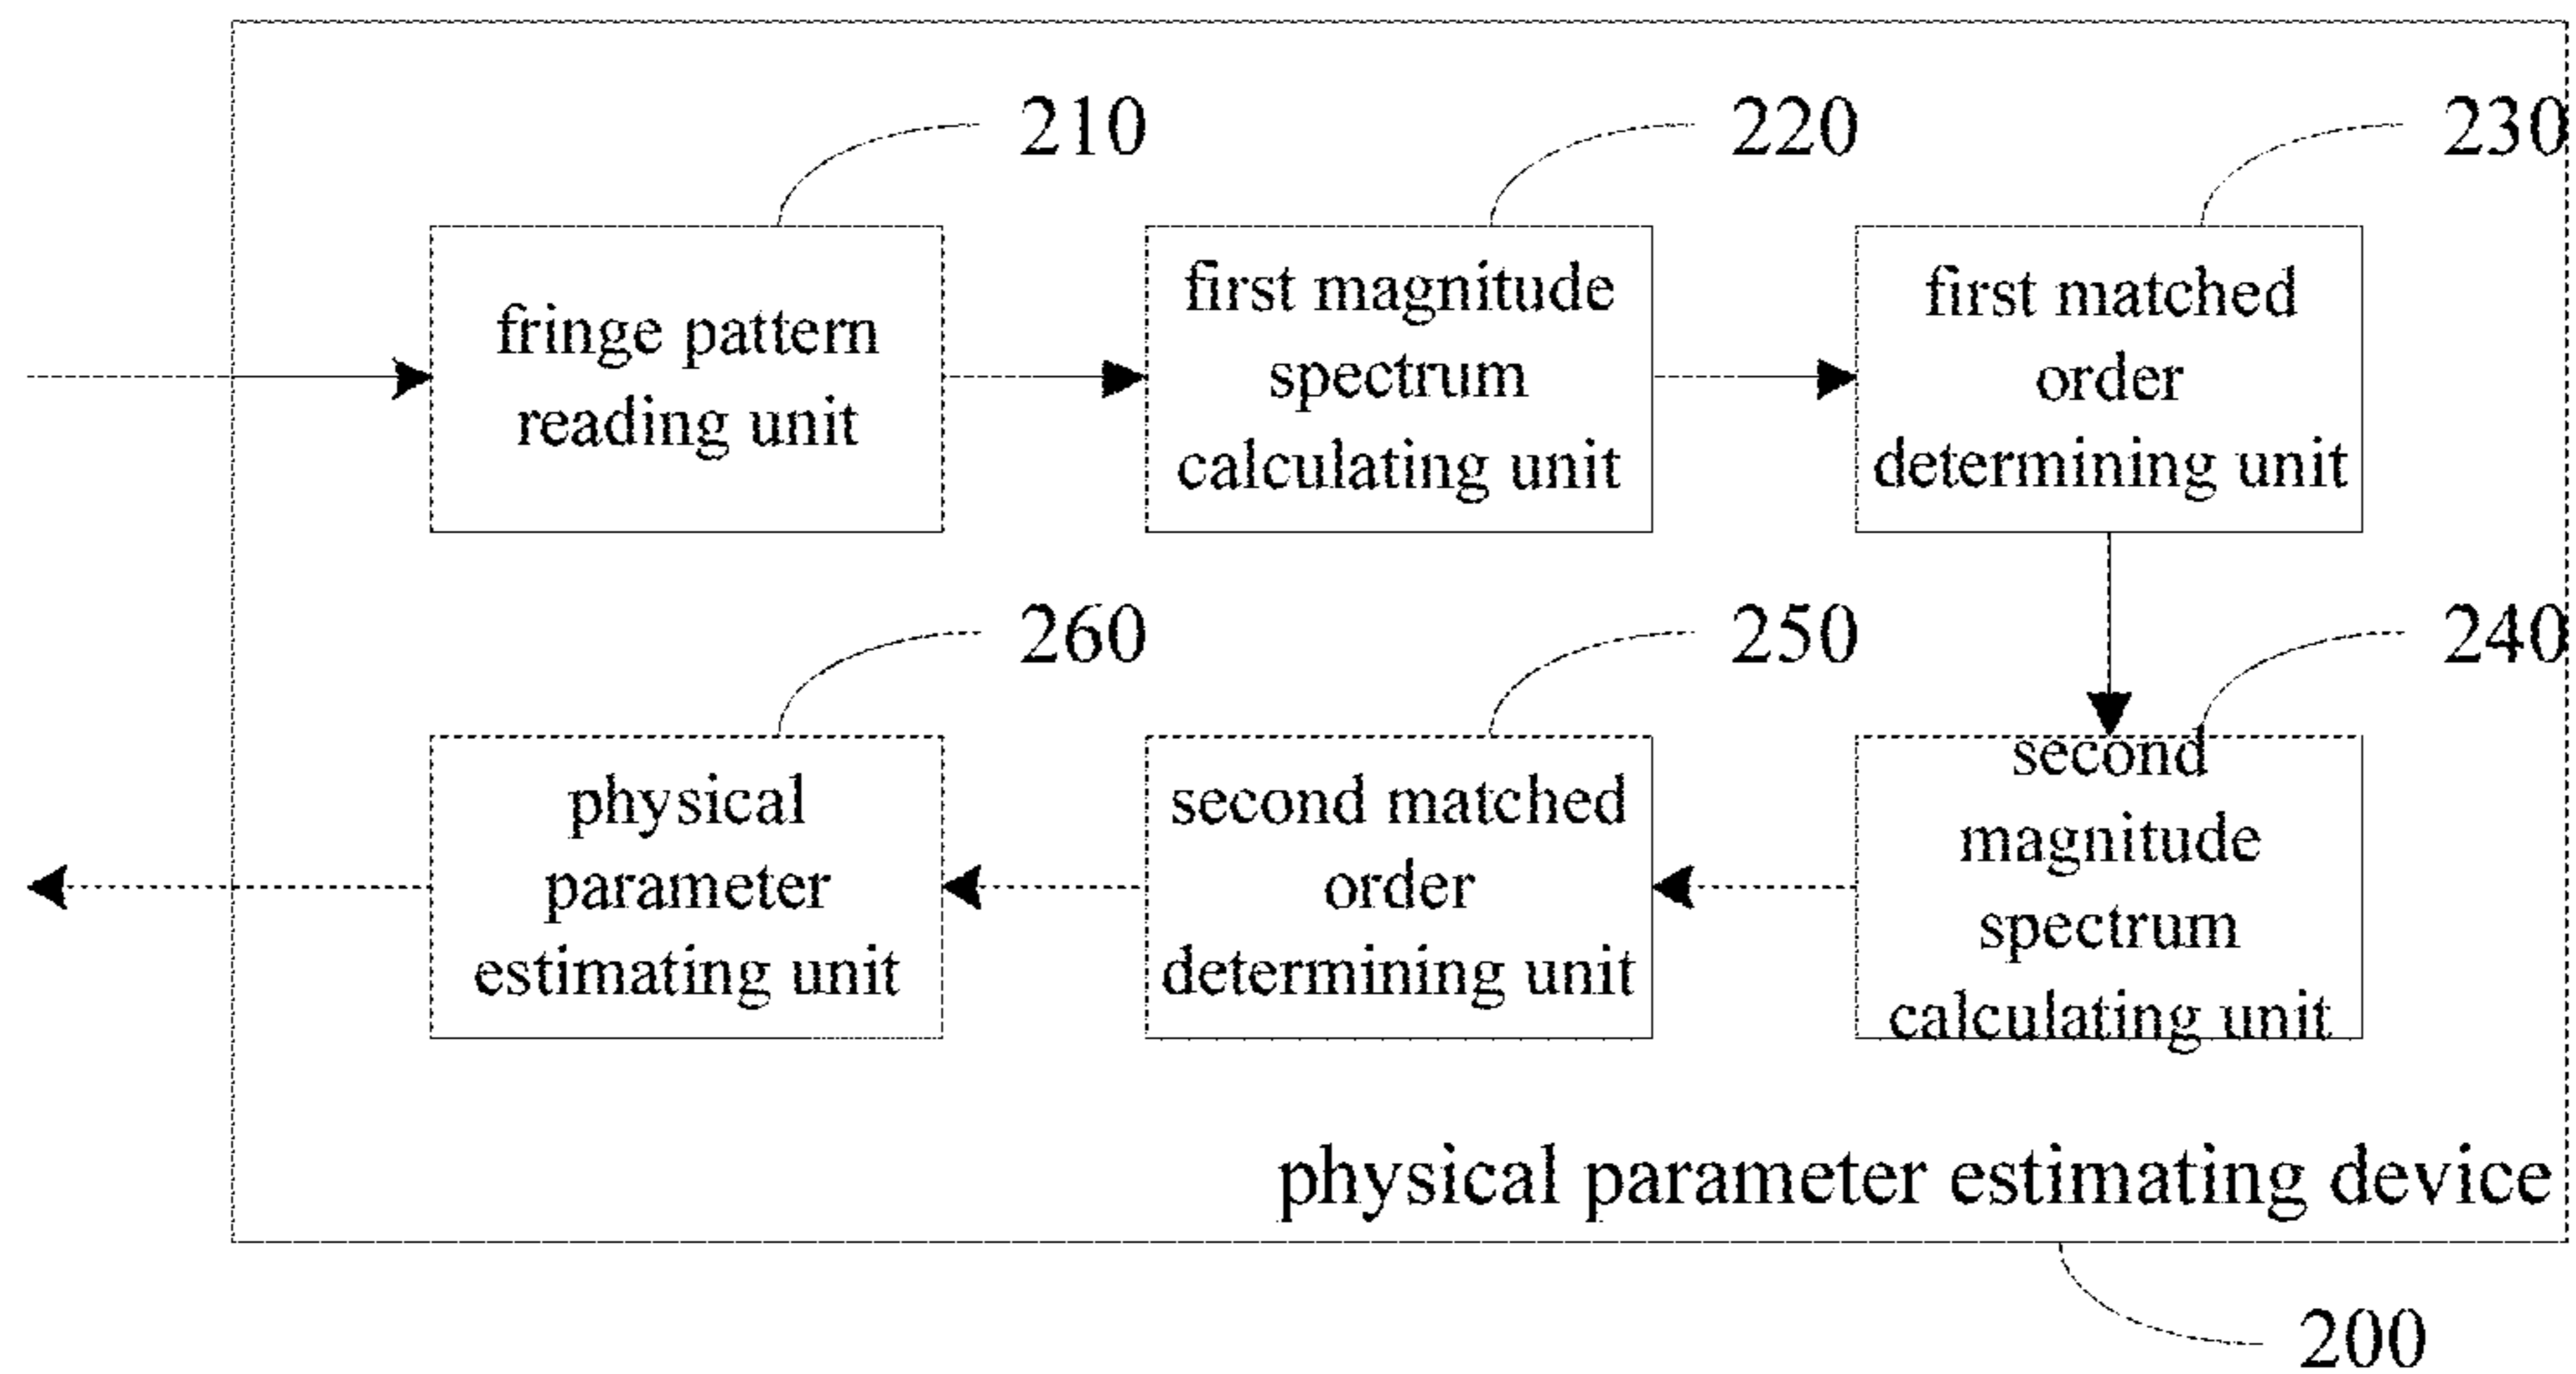 210
220
230
fringe pattern
reading unit
first magnitude
spectrum
calculating unit
first matched
order
determining unit
260
250
240
physical
parameter
estimating unit
second matched
order
determining unit
second
magnitude
spectrum
calculating unit
physical parameter estimating device
200